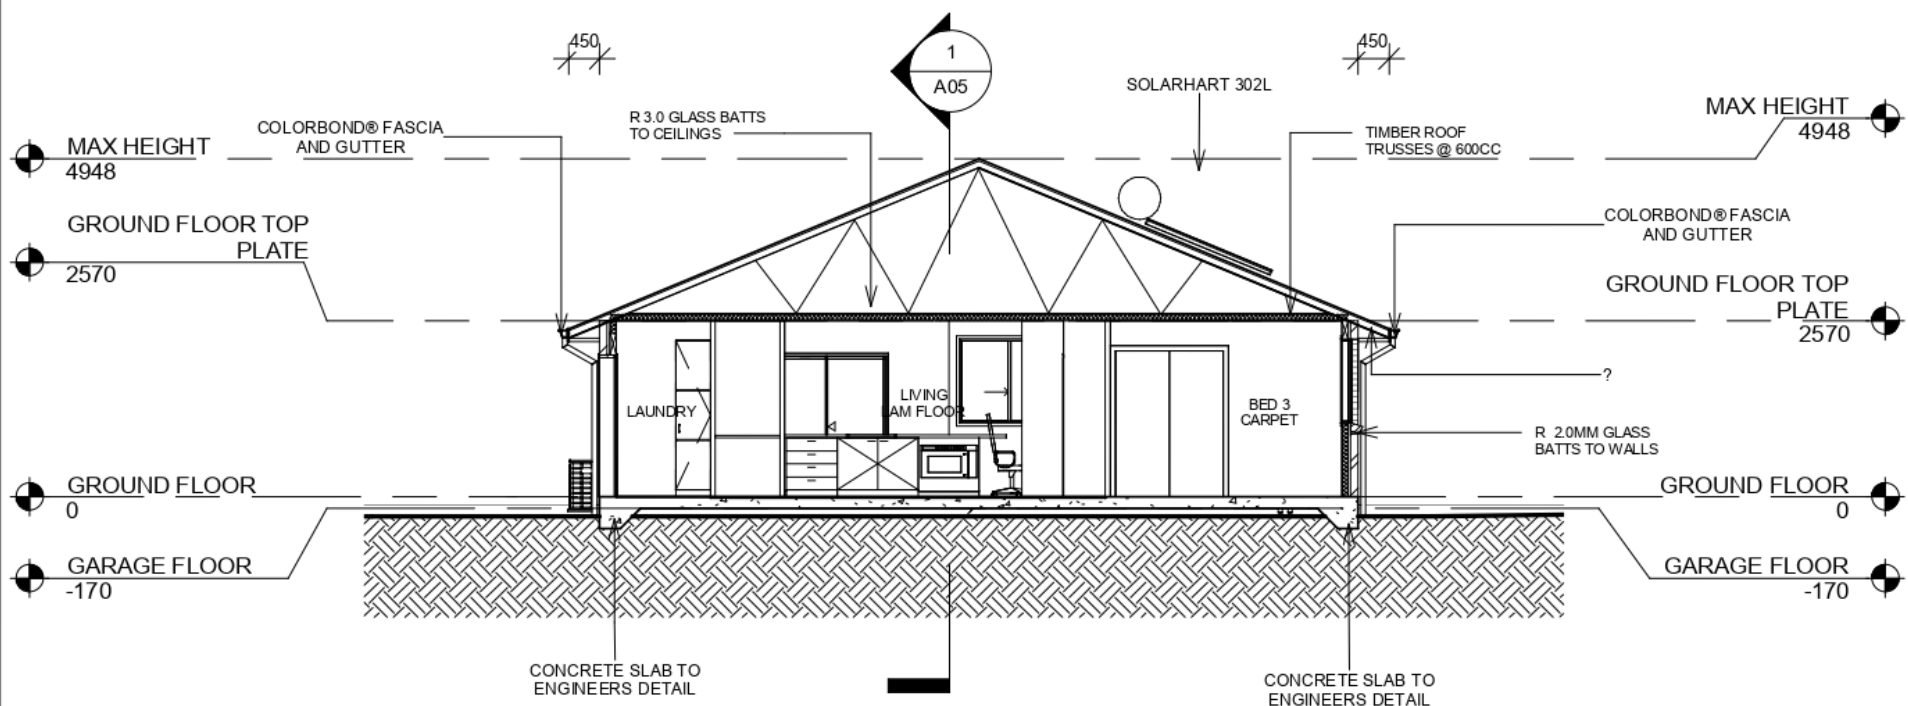 450
450
1
A05
SOLARHART 302L
MAX HEIGHT
4948
R 3.0 GLASS BATTS
TO CEILINGS
COLORBOND® FASCIA
AND GUTTER
TIMBER ROOF
TRUSSES @ 600CC
MAX HEIGHT
4948
GROUND FLOOR TOP
PLATE
2570
COLORBOND® FASCIA
AND GUTTER
GROUND FLOOR TOP
PLATE
2570
?
LAUNDRY
LIVING
LAM FLOOR
BED 3
CARPET
R  2.0MM GLASS
BATTS TO WALLS
GROUND FLOOR
0
GROUND FLOOR
0
GARAGE FLOOR
-170
GARAGE FLOOR
-170
CONCRETE SLAB TO
ENGINEERS DETAIL
CONCRETE SLAB TO
ENGINEERS DETAIL